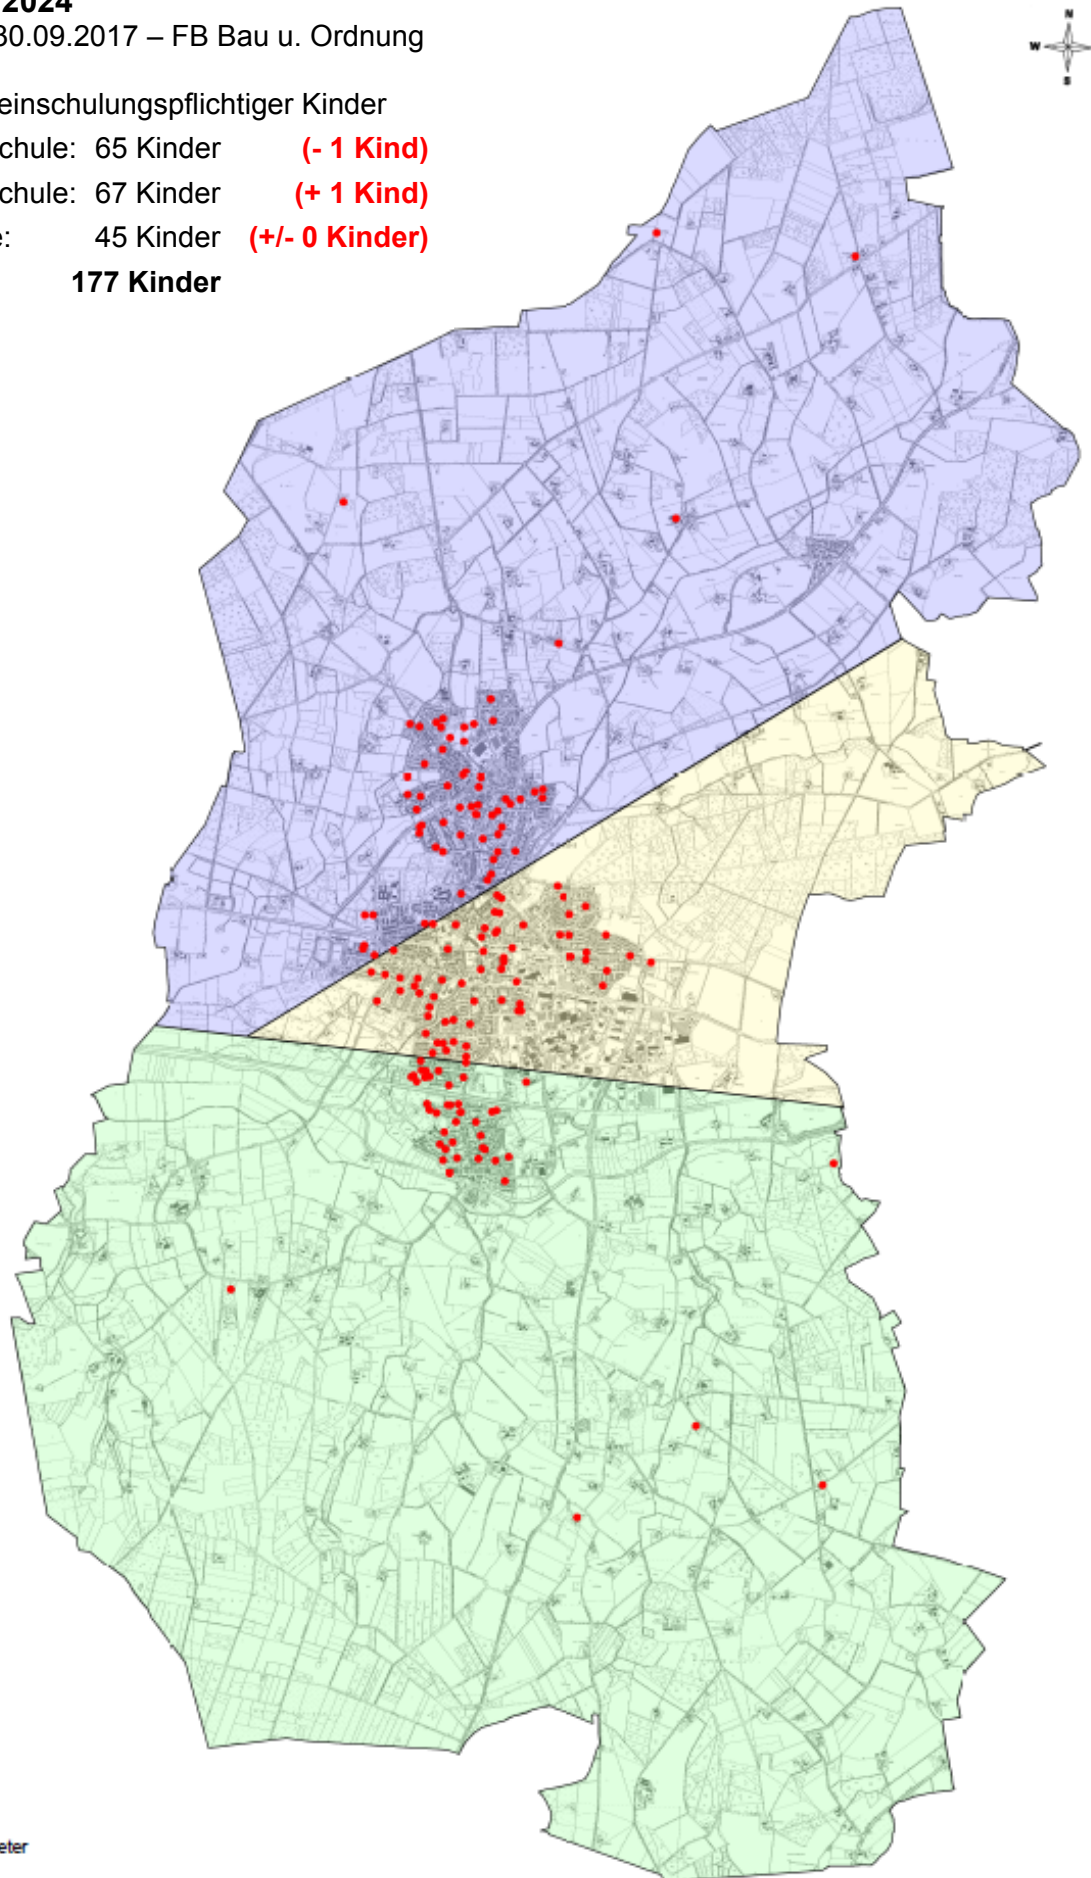 2024
30.09.2017 – FB Bau u. Ordnung
einschulungspflichtiger Kinder
chule: 65 Kinder (- 1 Kind)
chule: 67 Kinder (+ 1 Kind)
e: 45 Kinder (+/- 0 Kinder)
177 Kinder
N
W
S
eter